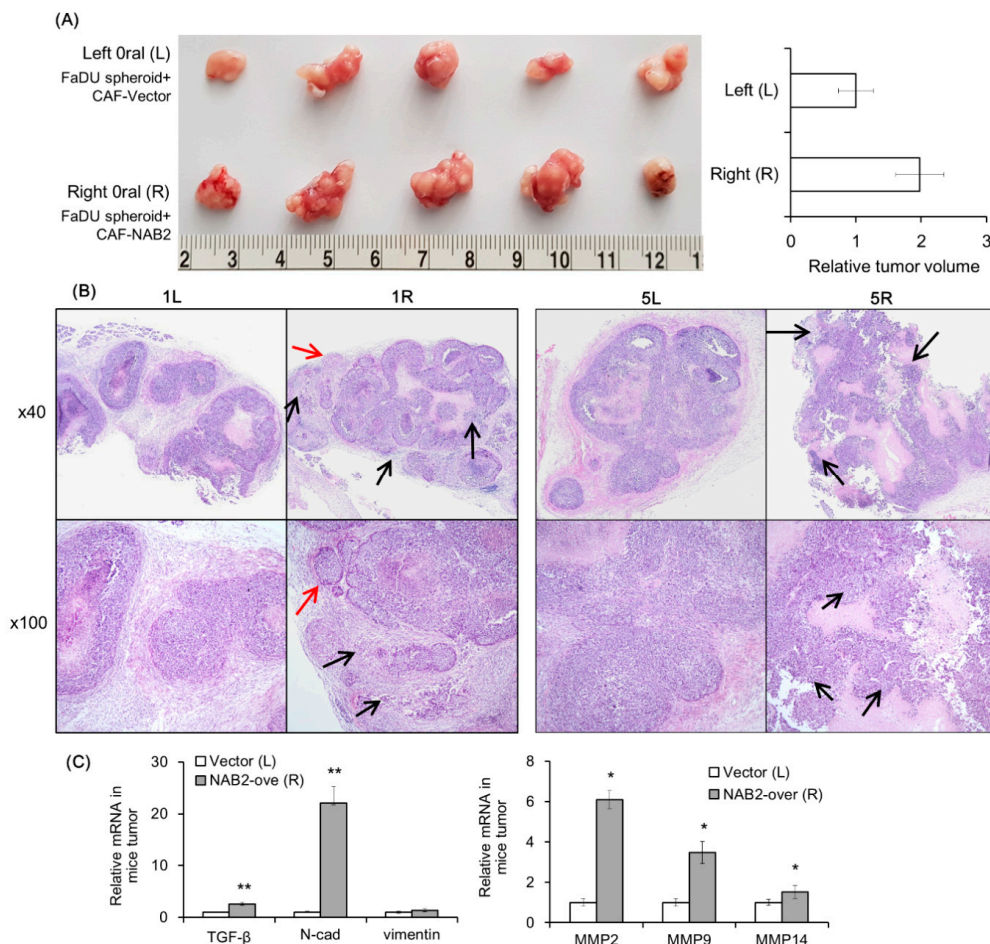 (A)
Left 0ral (L)
FaDU spheroid+
CAF-Vector
Right 0ral (R)
FaDU spheroid+
CAF-NAB2
2 3 4 5 6 7 8 9 10 11 12 1
Left (L)
Right (R)
0 1 2 3
Relative tumor volume
(B)
1L 1R 5L 5R
x40
x100
(C)
Relative mRNA in
mice tumor
30
20
10
0
Vector (L)
NAB2-ove (R)
**
**
TGF-β N-cad vimentin
Relative mRNA in
mice tumor
8
6
4
2
0
Vector (L)
NAB2-over (R)
*
*
*
MMP2 MMP9 MMP14